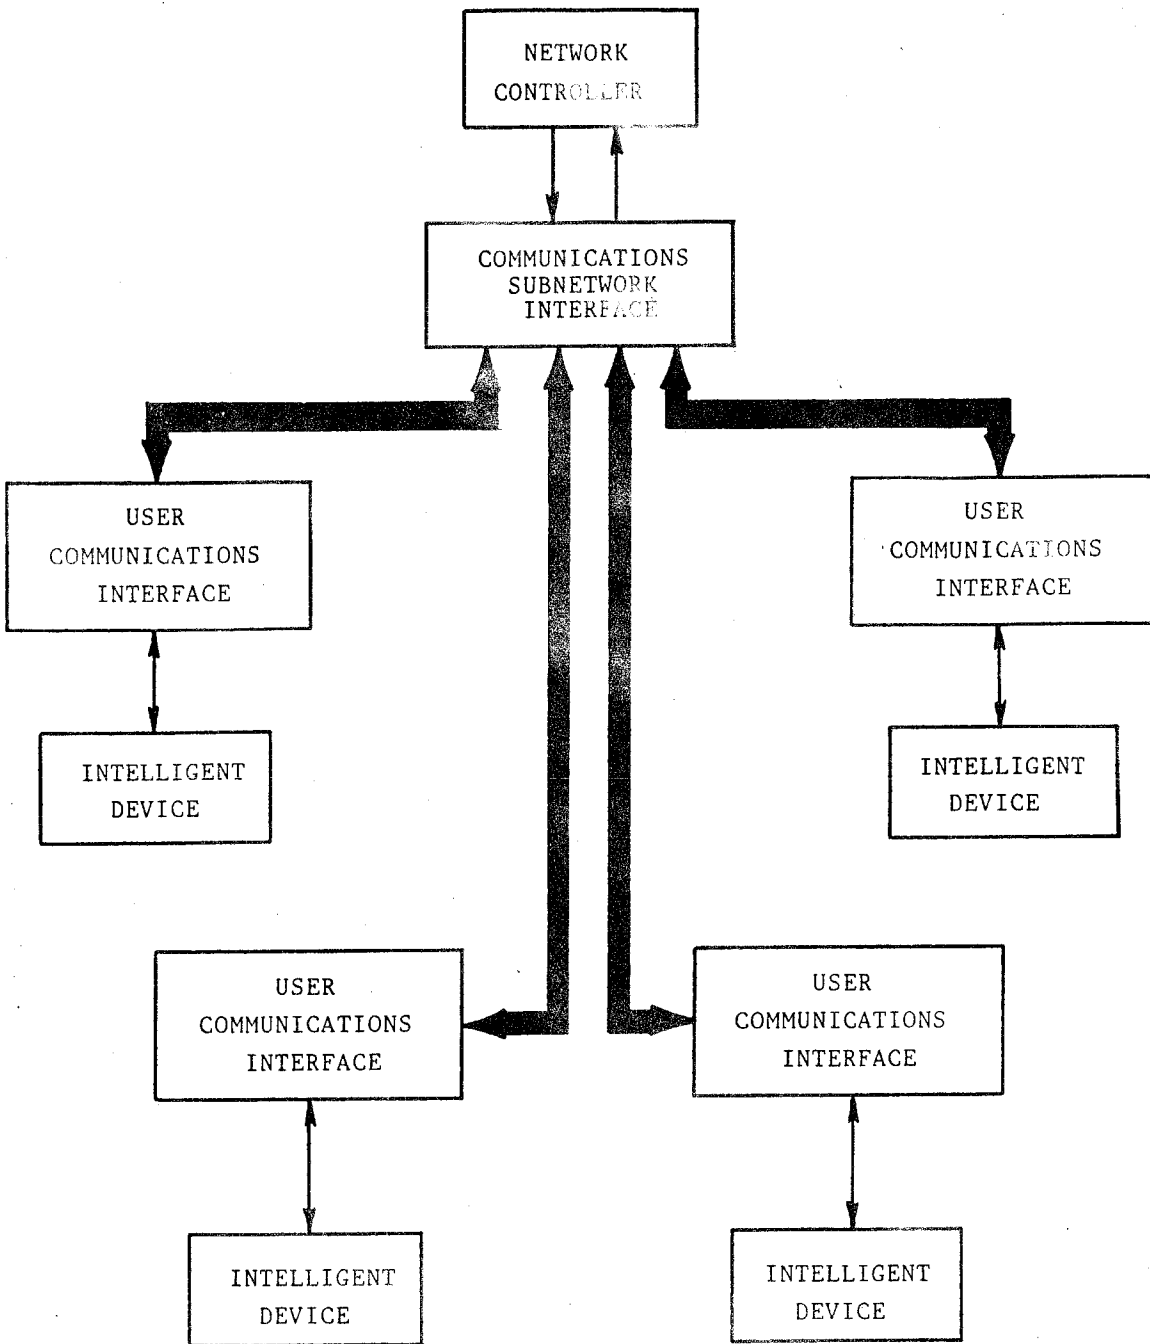 NETWORK
CONTROLLER
COMMUNICATIONS
SUBNETWORK
INTERFACE
USER
COMMUNICATIONS
INTERFACE
USER
COMMUNICATIONS
INTERFACE
INTELLIGENT
DEVICE
INTELLIGENT
DEVICE
USER
COMMUNICATIONS
INTERFACE
USER
COMMUNICATIONS
INTERFACE
INTELLIGENT
DEVICE
INTELLIGENT
DEVICE